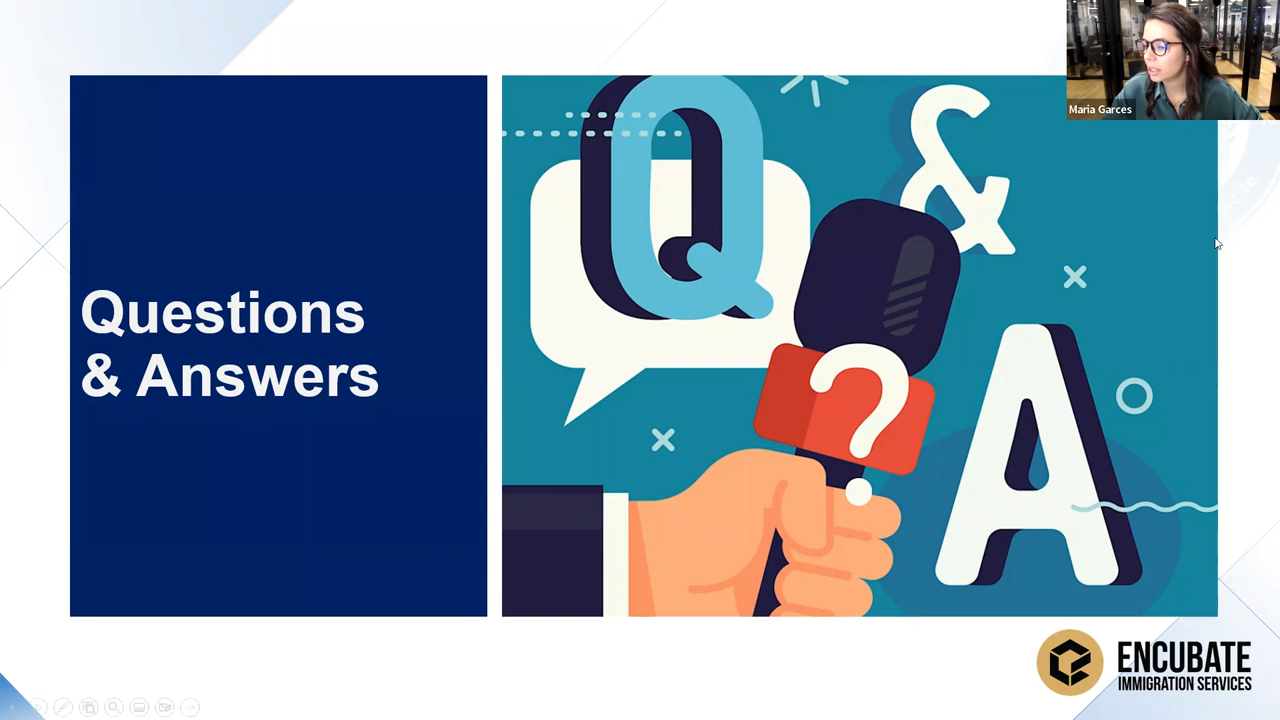 Maria Garces
Questions
& Answers
Q
&
?
A
ENCUBATE
IMMIGRATION SERVICES